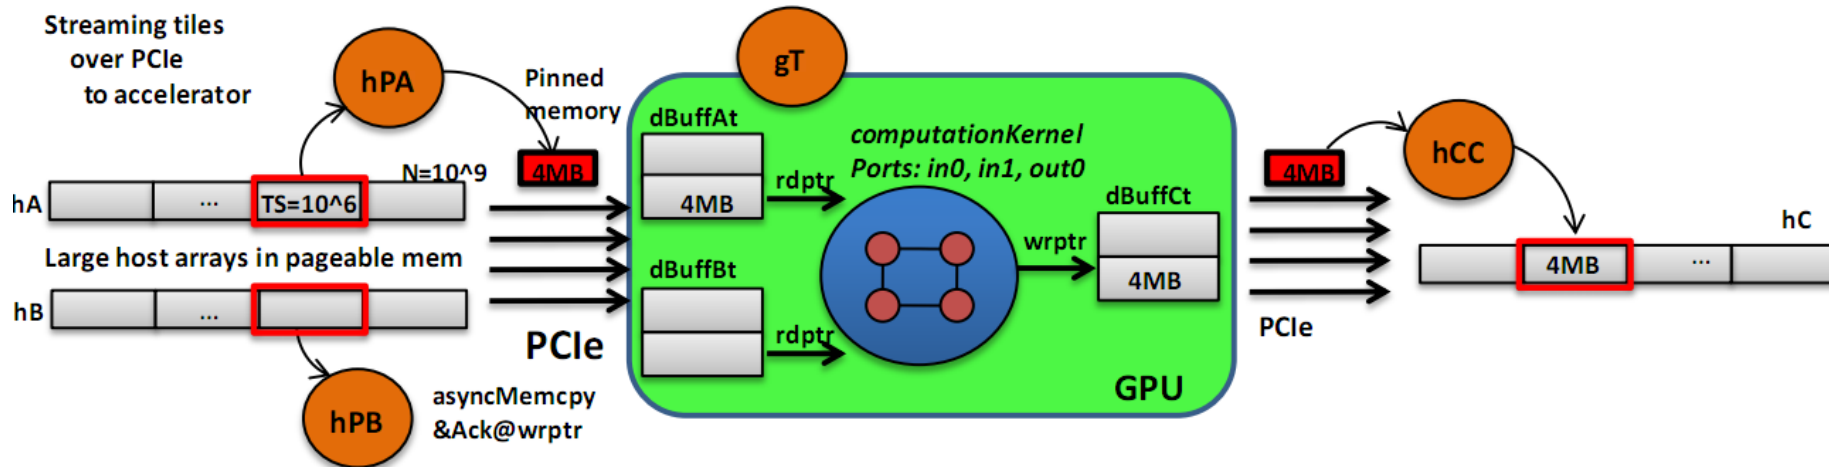 Streaming tiles
over PCIe
to accelerator
hPA
Pinned
memory
4MB
N=10^9
hA
...
TS=10^6
Large host arrays in pageable mem
hB
...
hPB
asyncMemcpy
&Ack@wrptr
PCIe
gT
dBuffAt
4MB
rdptr
computationKernel
Ports: in0, in1, out0
dBuffBt
rdptr
wrptr
dBuffCt
4MB
GPU
4MB
hCC
PCIe
hC
4MB
...